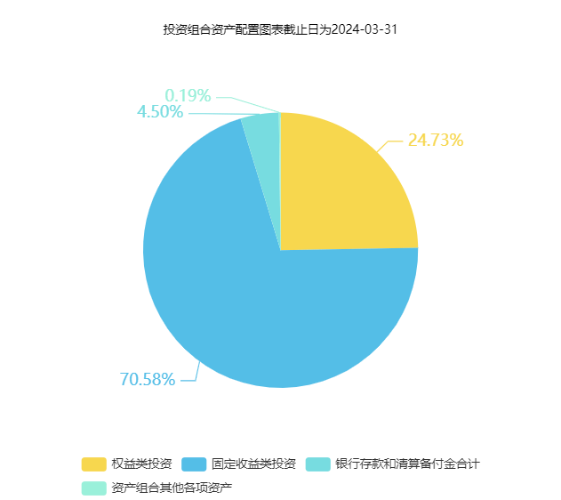 投资组合资产配置图表截止日为2024-03-31
0.19%
4.50%
24.73%
70.58%
权益类投资 固定收益类投资 银行存款和清算备付金合计
资产组合其他各项资产